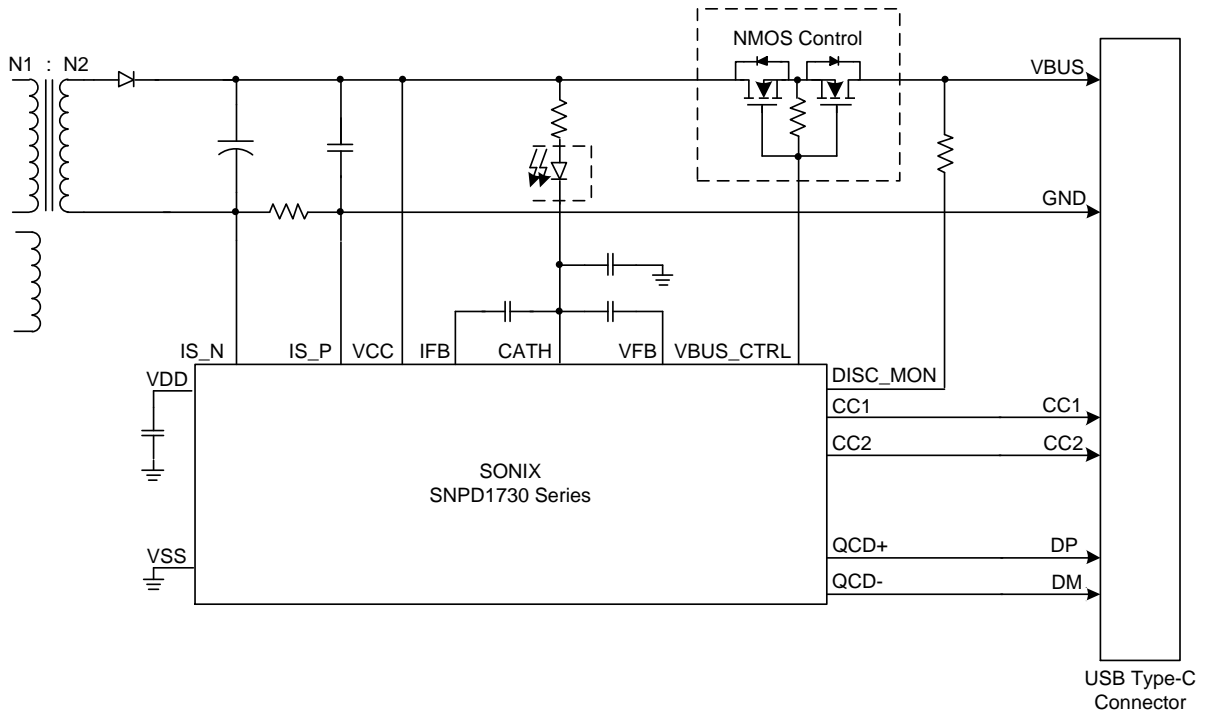 NMOS Control
N1 : N2
VBUS
GND
IS_N
IS_P
VCC
IFB
CATH
VFB
VBUS_CTRL
VDD
DISC_MON
CC1
CC1
CC2
CC2
SONIX
SNPD1730 Series
QCD+
DP
VSS
QCD-
DM
USB Type-C
Connector